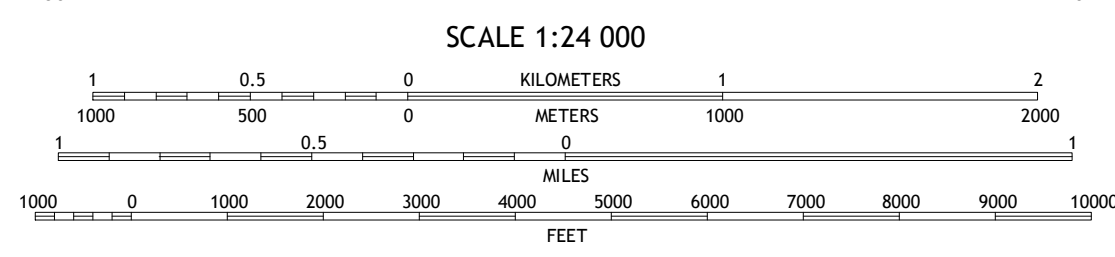 SCALE 1:24 000
1 0.5 0 KILOMETERS 1 2
1000 500 0 METERS 1000 2000
1 0.5 0 1
MILES
1000 0 1000 2000 3000 4000 5000 6000 7000 8000 9000 10000
FEET